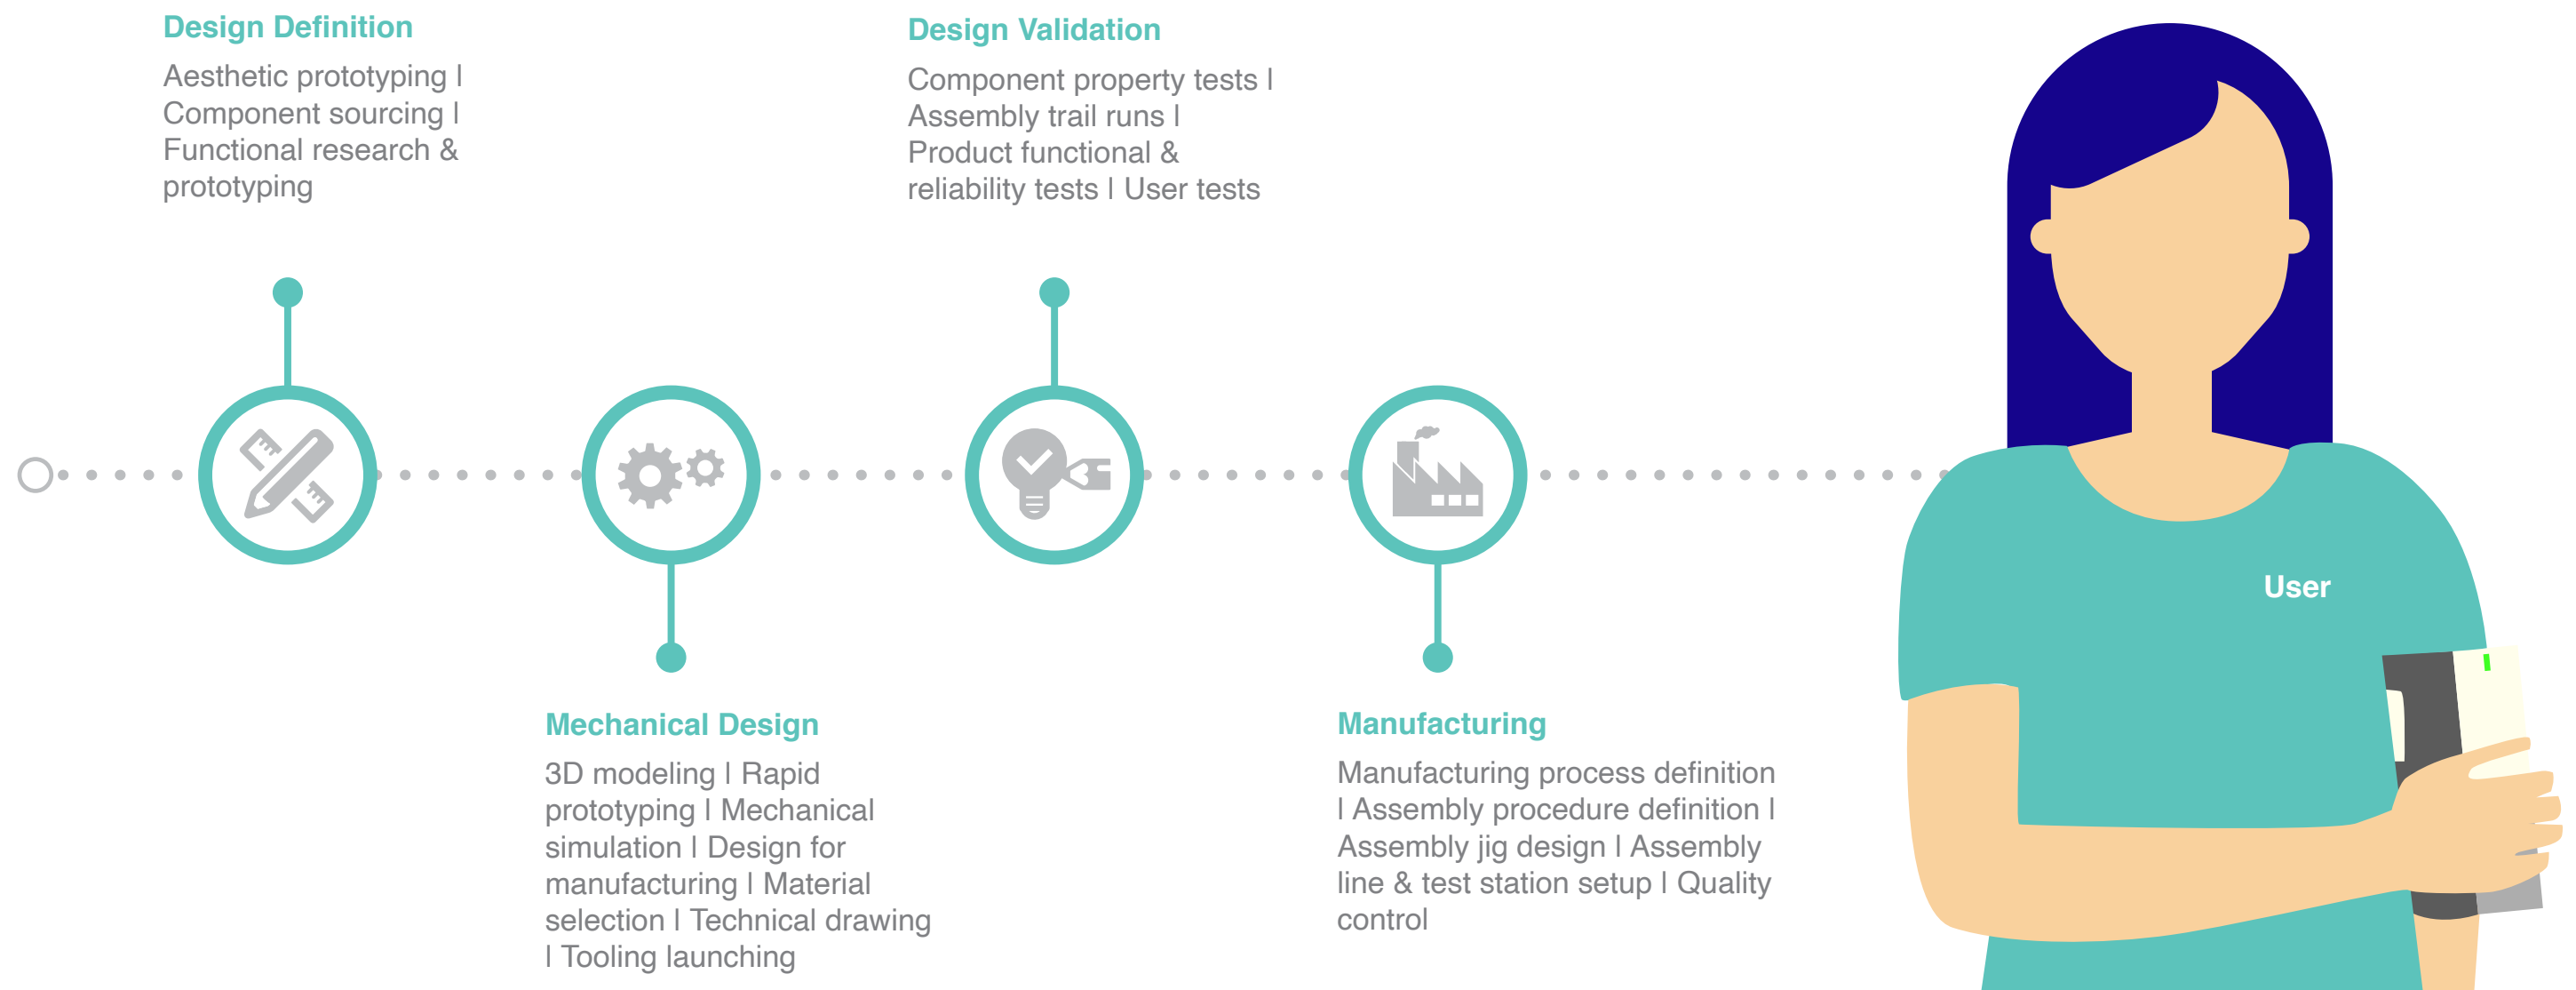 Design Definition
Aesthetic prototyping |
Component sourcing |
Functional research &
prototyping
Design Validation
Component property tests |
Assembly trail runs |
Product functional &
reliability tests | User tests
Mechanical Design
3D modeling | Rapid
prototyping | Mechanical
simulation | Design for
manufacturing | Material
selection | Technical drawing
| Tooling launching
Manufacturing
Manufacturing process definition
| Assembly procedure definition |
Assembly jig design | Assembly
line & test station setup | Quality
control
User